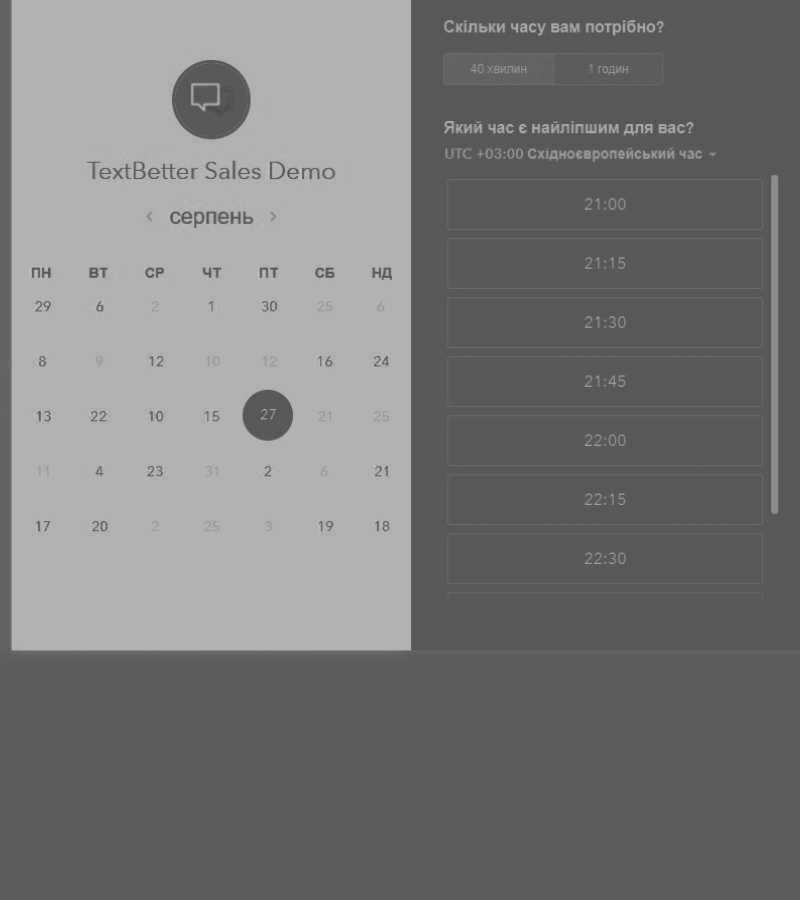 TextBetter Sales Demo
серпень
ПН ВТ СР ЧТ ПТ СБ НД
29 6 2 1 30 25 6
8 9 12 10 12 16 24
13 22 10 15 27 21 25
11 4 23 31 2 6 21
17 20 2 25 3 19 18
Скільки часу вам потрібно?
40 хвилин 1 годин
Який час є найліпшим для вас?
UTC +03:00 Східноєвропейський час
21:00
21:15
21:30
21:45
22:00
22:15
22:30